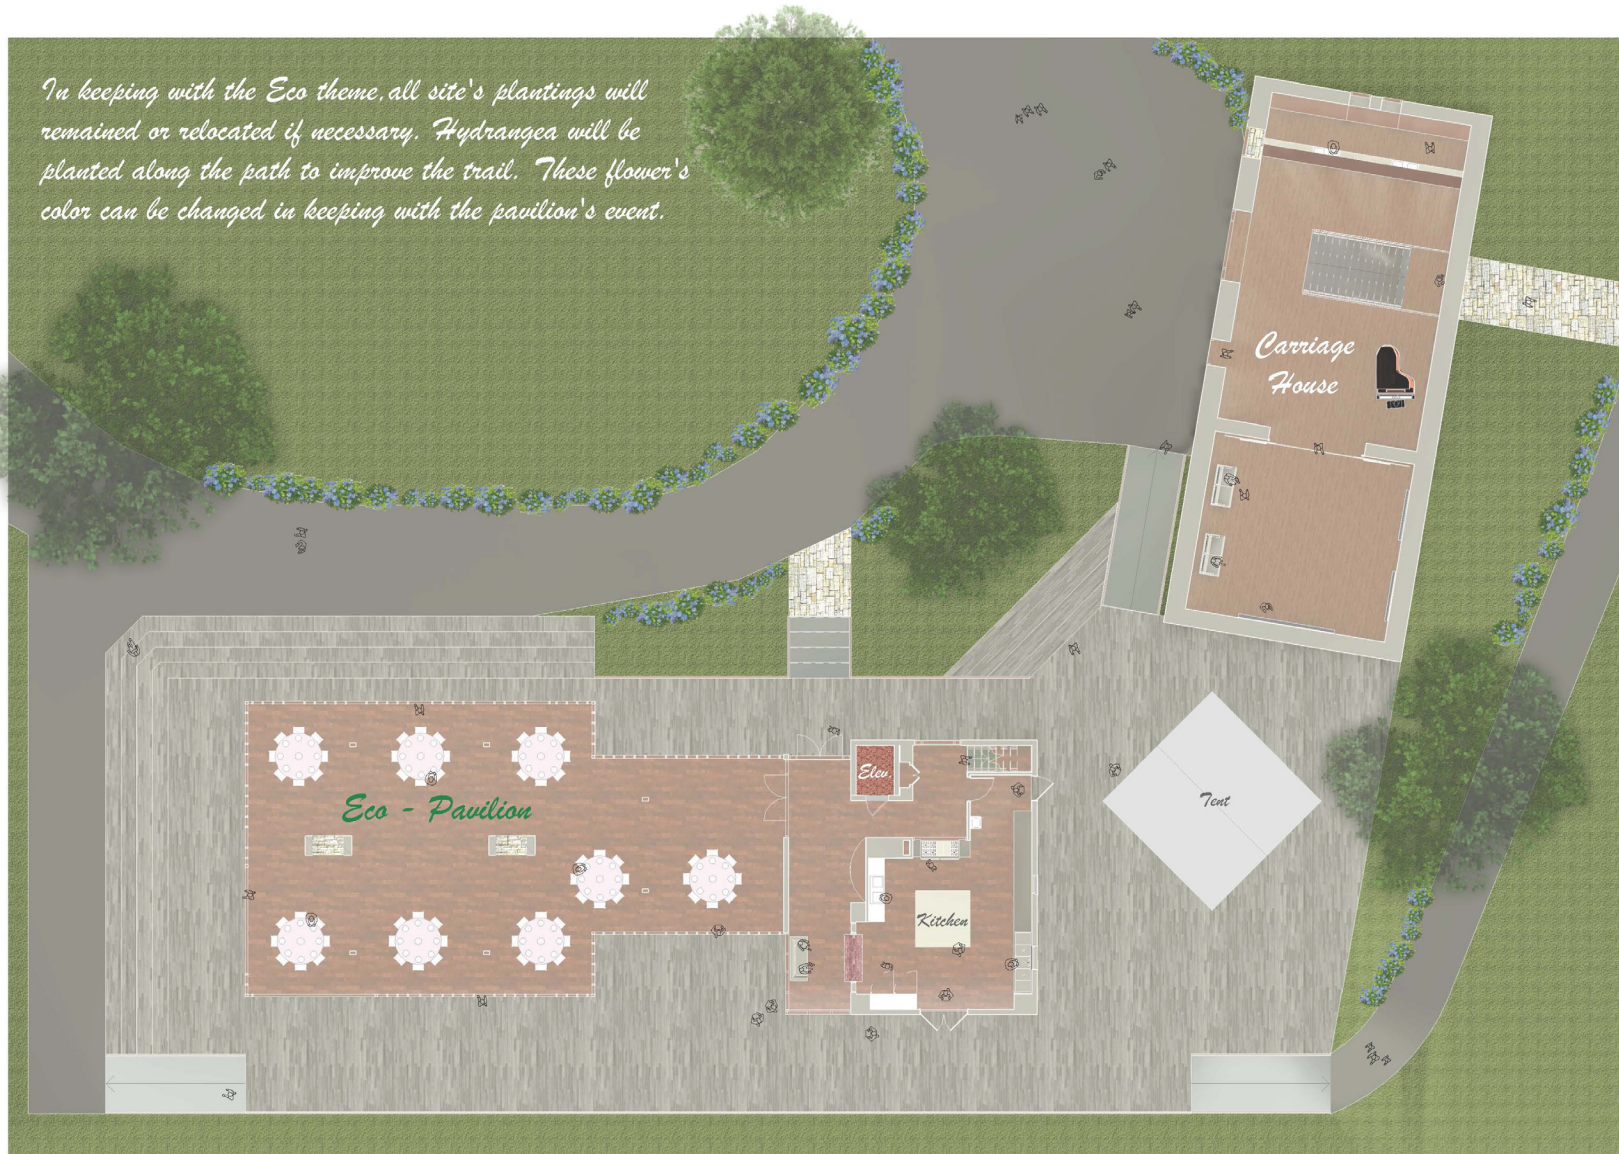 In keeping with the Eco theme, all site's plantings will
remained or relocated if necessary. Hydrangea will be
planted along the path to improve the trail. These flower's
color can be changed in keeping with the pavilion's event.
Carriage
House
Elev.
Eco - Pavilion
Tent
Kitchen